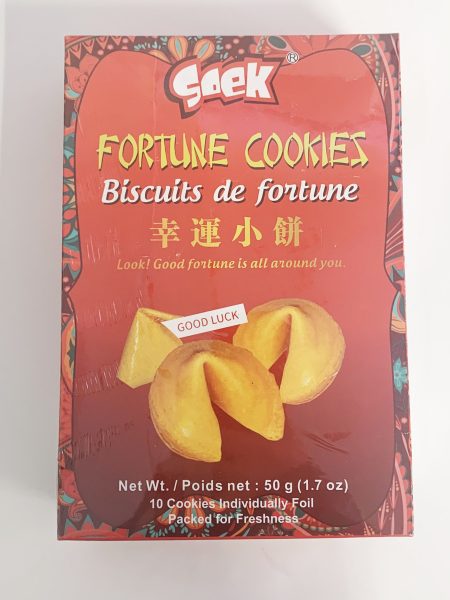 Soek®
FORTUNE COOKIES
Biscuits de fortune
幸運小餅
Look! Good fortune is all around you.
GOOD LUCK
Net Wt. / Poids net : 50 g (1.7 oz)
10 Cookies Individually Foil
Packed for Freshness